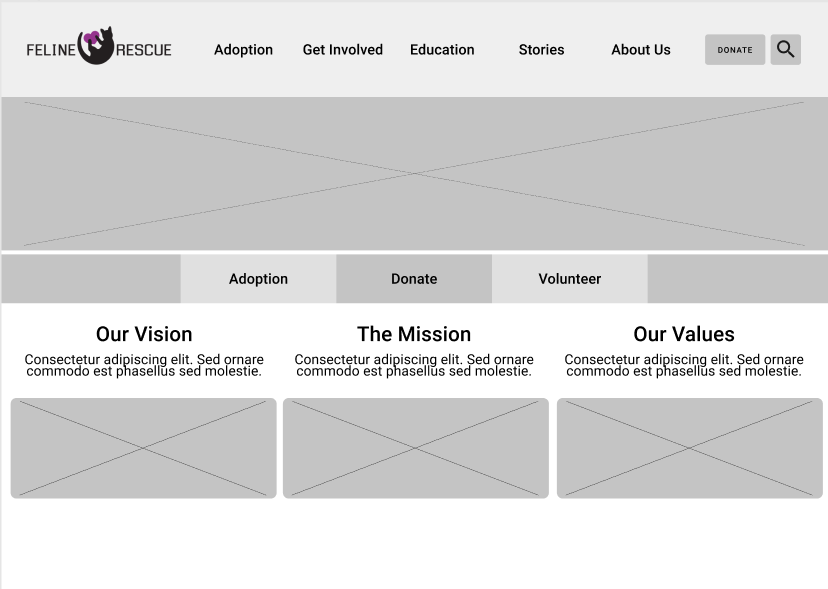 FELINE RESCUE
Adoption
Get Involved
Education
Stories
About Us
DONATE
Adoption
Donate
Volunteer
Our Vision
Consectetur adipiscing elit. Sed ornare
commodo est phasellus sed molestie.
The Mission
Consectetur adipiscing elit. Sed ornare
commodo est phasellus sed molestie.
Our Values
Consectetur adipiscing elit. Sed ornare
commodo est phasellus sed molestie.